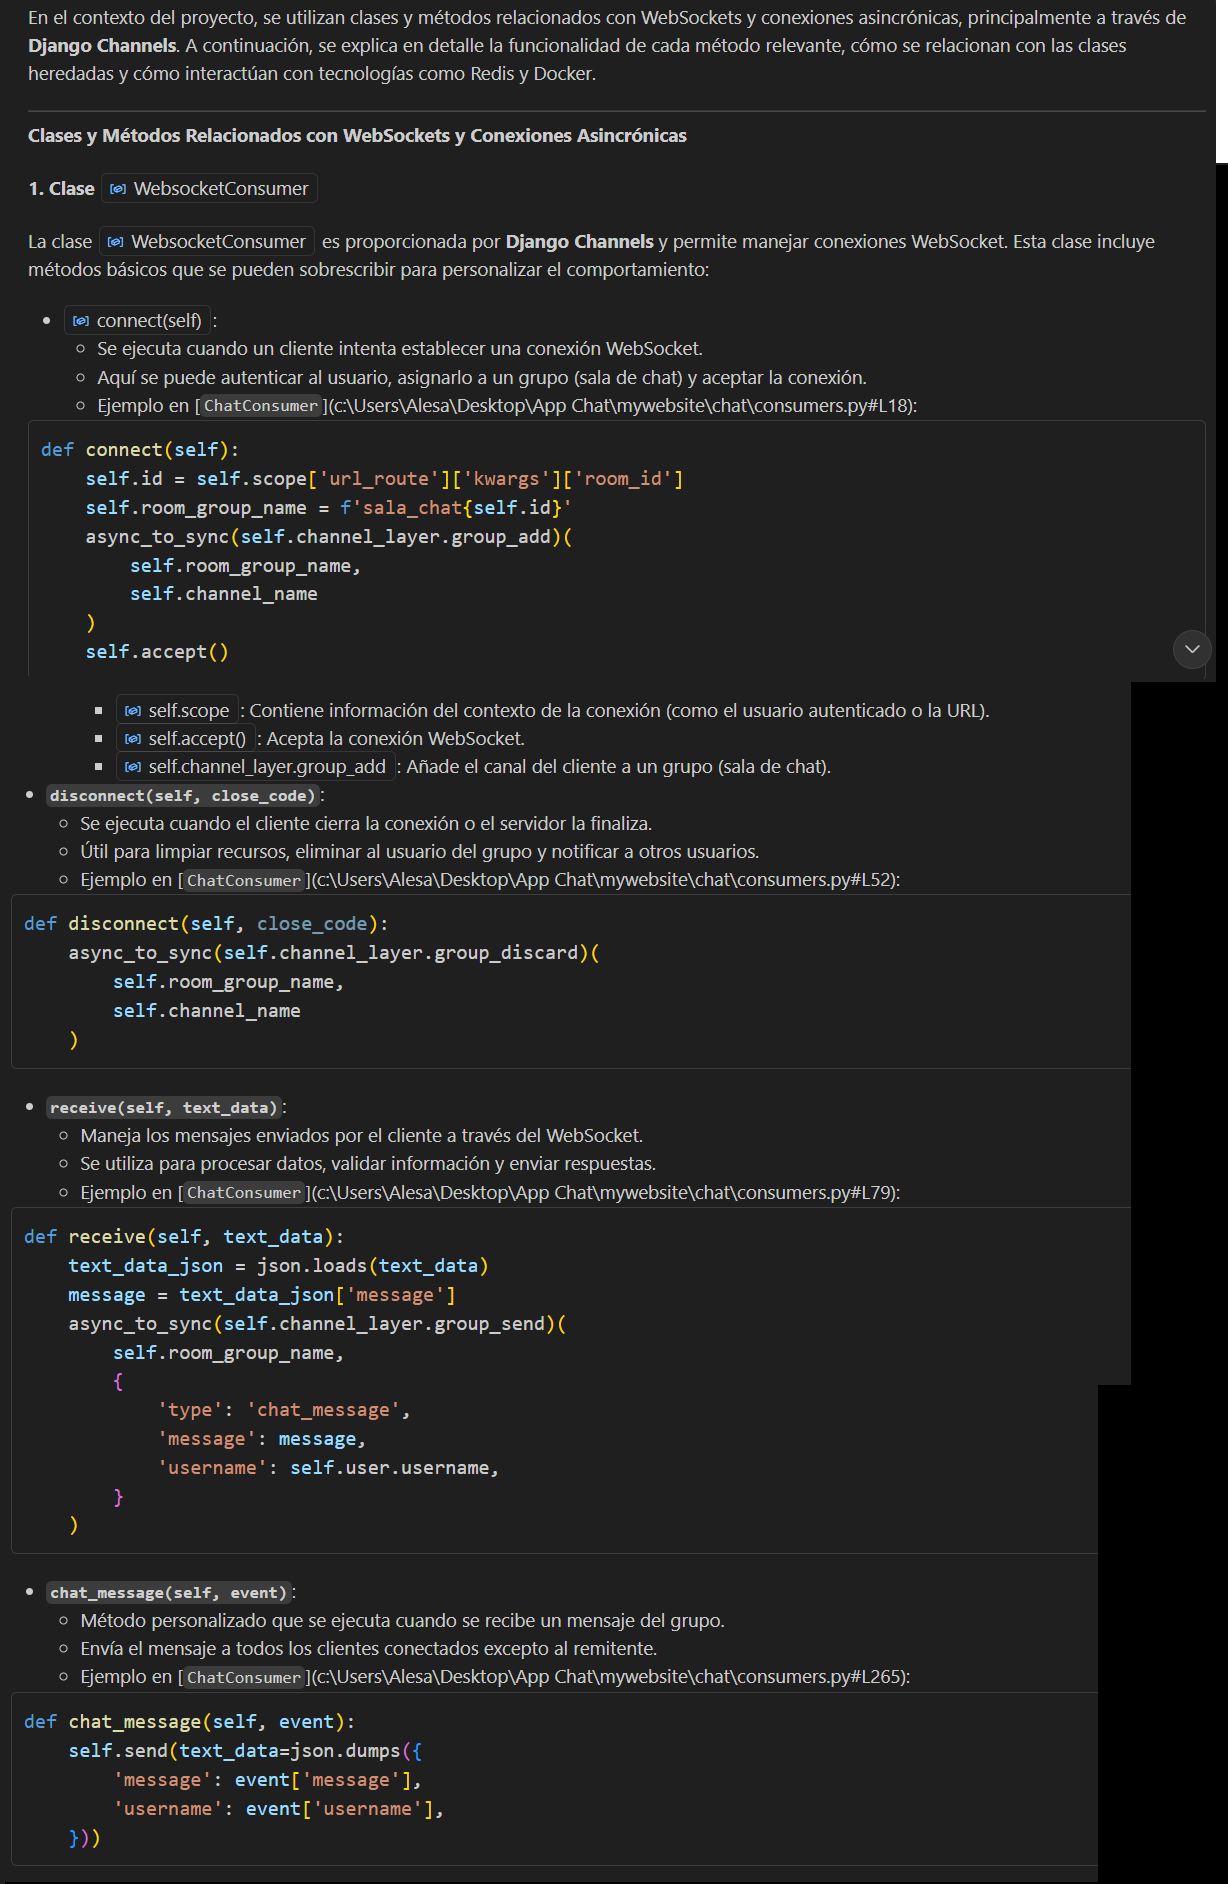 En el contexto del proyecto, se utilizan clases y métodos relacionados con WebSockets y conexiones asincrónicas, principalmente a través de
Django Channels. A continuación, se explica en detalle la funcionalidad de cada método relevante, cómo se relacionan con las clases
heredadas y cómo interactúan con tecnologías como Redis y Docker.
Clases y Métodos Relacionados con WebSockets y Conexiones Asincrónicas
1. Clase WebsocketConsumer
La clase WebsocketConsumer es proporcionada por Django Channels y permite manejar conexiones WebSocket. Esta clase incluye
métodos básicos que se pueden sobrescribir para personalizar el comportamiento:
• connect(self) :
○ Se ejecuta cuando un cliente intenta establecer una conexión WebSocket.
○ Aquí se puede autenticar al usuario, asignarlo a un grupo (sala de chat) y aceptar la conexión.
○ Ejemplo en [ChatConsumer](c:\Users\Alesa\Desktop\App Chat\mywebsite\chat\consumers.py#L18):
def connect(self):
    self.id = self.scope['url_route']['kwargs']['room_id']
    self.room_group_name = f'sala_chat{self.id}'
    async_to_sync(self.channel_layer.group_add)(
        self.room_group_name,
        self.channel_name
    )
    self.accept()
▪ self.scope : Contiene información del contexto de la conexión (como el usuario autenticado o la URL).
▪ self.accept() : Acepta la conexión WebSocket.
▪ self.channel_layer.group_add : Añade el canal del cliente a un grupo (sala de chat).
• disconnect(self, close_code):
○ Se ejecuta cuando el cliente cierra la conexión o el servidor la finaliza.
○ Útil para limpiar recursos, eliminar al usuario del grupo y notificar a otros usuarios.
○ Ejemplo en [ChatConsumer](c:\Users\Alesa\Desktop\App Chat\mywebsite\chat\consumers.py#L52):
def disconnect(self, close_code):
    async_to_sync(self.channel_layer.group_discard)(
        self.room_group_name,
        self.channel_name
    )
• receive(self, text_data):
○ Maneja los mensajes enviados por el cliente a través del WebSocket.
○ Se utiliza para procesar datos, validar información y enviar respuestas.
○ Ejemplo en [ChatConsumer](c:\Users\Alesa\Desktop\App Chat\mywebsite\chat\consumers.py#L79):
def receive(self, text_data):
    text_data_json = json.loads(text_data)
    message = text_data_json['message']
    async_to_sync(self.channel_layer.group_send)(
        self.room_group_name,
        {
            'type': 'chat_message',
            'message': message,
            'username': self.user.username,
        }
    )
• chat_message(self, event):
○ Método personalizado que se ejecuta cuando se recibe un mensaje del grupo.
○ Envía el mensaje a todos los clientes conectados excepto al remitente.
○ Ejemplo en [ChatConsumer](c:\Users\Alesa\Desktop\App Chat\mywebsite\chat\consumers.py#L265):
def chat_message(self, event):
    self.send(text_data=json.dumps({
        'message': event['message'],
        'username': event['username'],
    }))